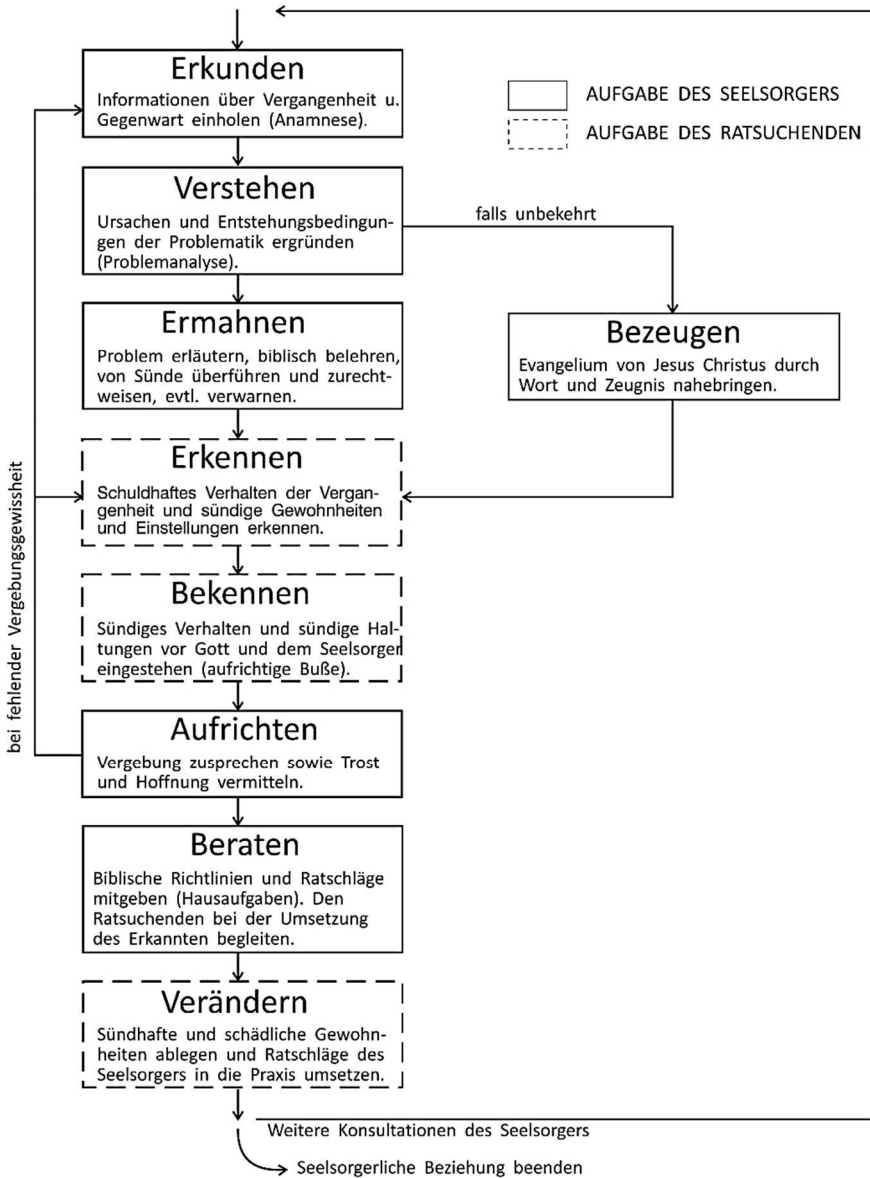 Erkunden
Informationen über Vergangenheit u.
Gegenwart einholen (Anamnese).
AUFGABE DES SEELSORGERS
AUFGABE DES RATSUCHENDEN
Verstehen
Ursachen und Entstehungsbedingun-
gen der Problematik ergründen
(Problemanalyse).
falls unbekehrt
Ermahnen
Problem erläutern, biblisch belehren,
von Sünde überführen und zurecht-
weisen, evtl. verwarnen.
Bezeugen
Evangelium von Jesus Christus durch
Wort und Zeugnis nahebringen.
Erkennen
Schuldhaftes Verhalten der Vergan-
genheit und sündige Gewohnheiten
und Einstellungen erkennen.
Bekennen
Sündiges Verhalten und sündige Hal-
tungen vor Gott und dem Seelsorger
eingestehen (aufrichtige Buße).
bei fehlender Vergebungsgewissheit
Aufrichten
Vergebung zusprechen sowie Trost
und Hoffnung vermitteln.
Beraten
Biblische Richtlinien und Ratschläge
mitgeben (Hausaufgaben). Den
Ratsuchenden bei der Umsetzung
des Erkannten begleiten.
Verändern
Sündhafte und schädliche Gewohn-
heiten ablegen und Ratschläge des
Seelsorgers in die Praxis umsetzen.
Weitere Konsultationen des Seelsorgers
Seelsorgerliche Beziehung beenden